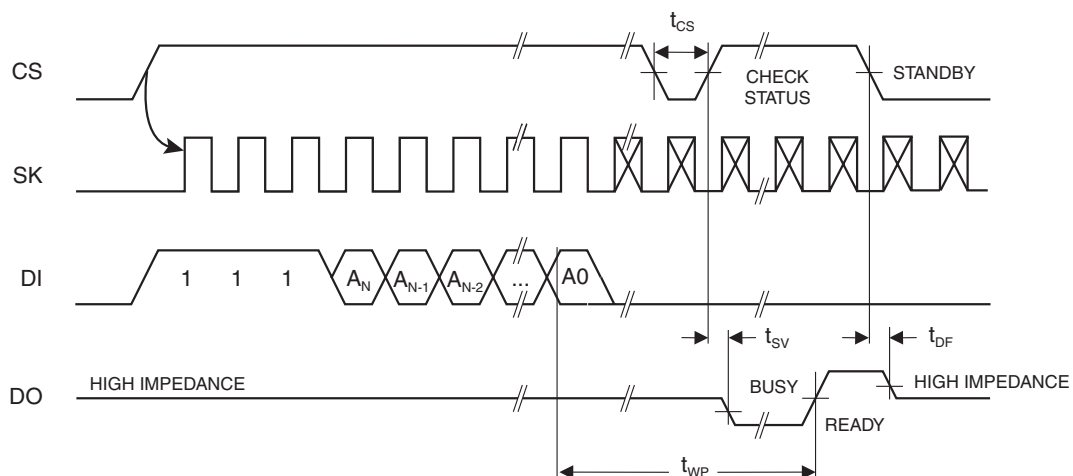 t_CS
CS
CHECK
STATUS
STANDBY
SK
DI
1 1 1 A_N A_N-1 A_N-2 ... A0
t_SV
t_DF
DO
HIGH IMPEDANCE
BUSY
READY
HIGH IMPEDANCE
t_WP